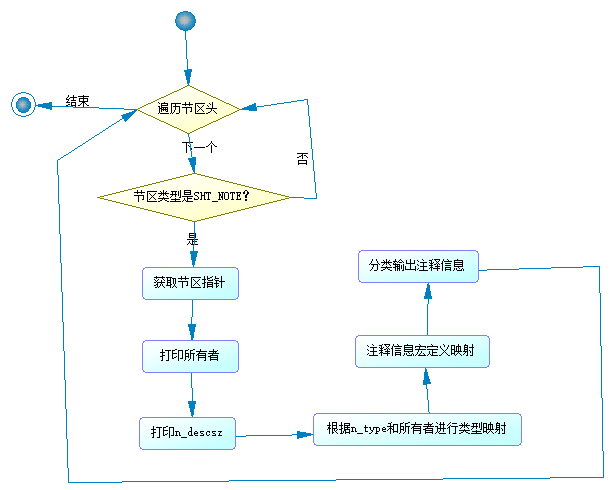 结束
遍历节区头
下一个
否
节区类型是SHT_NOTE?
是
获取节区指针
打印所有者
打印n_descsz
根据n_type和所有者进行类型映射
注释信息宏定义映射
分类输出注释信息